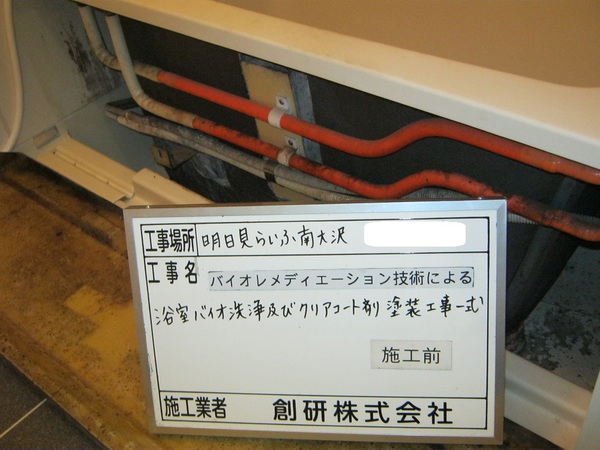 工事場所 明日見らいふ南大沢
工事名 バイオレメディエーション技術による
浴室バイオ洗浄及びクリアコート剤塗装工事一式
施工前
施工業者 創研株式会社